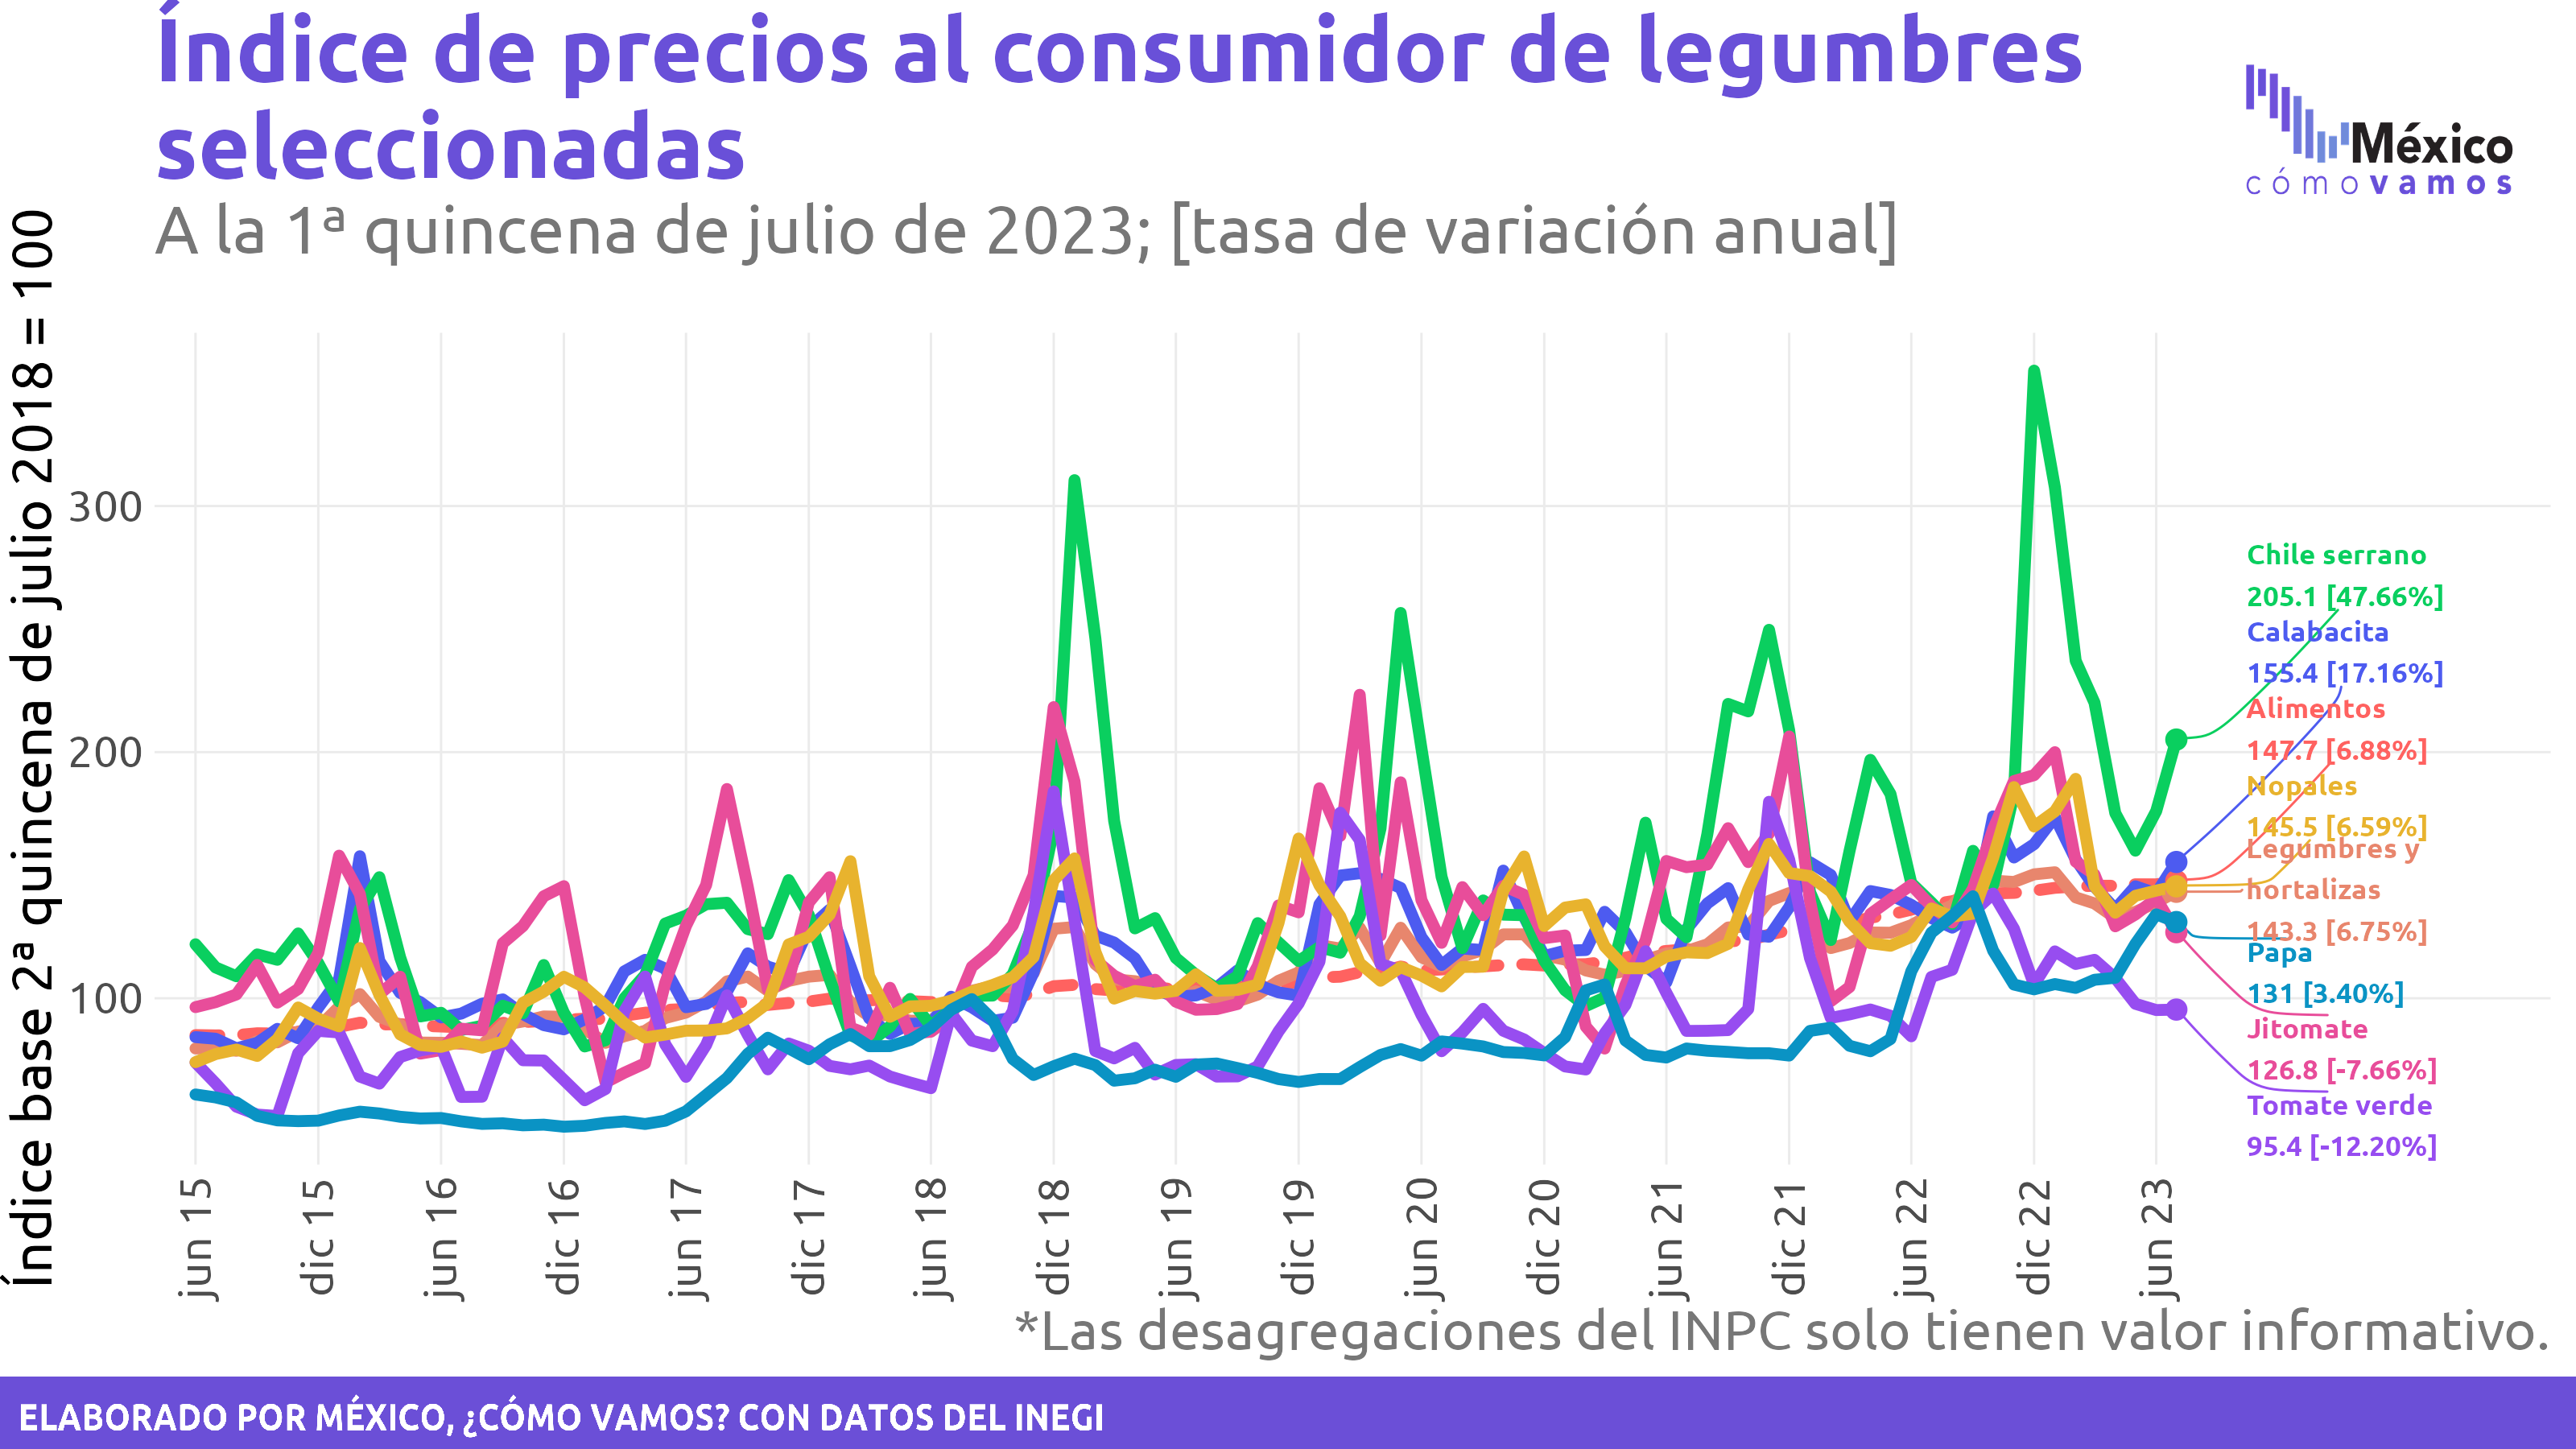 Índice de precios al consumidor de legumbres
seleccionadas
A la 1ª quincena de julio de 2023; [tasa de variación anual]
México
cómo vamos
Índice base 2ª quincena de julio 2018 = 100
300
200
100
Chile serrano
205.1 [47.66%]
Calabacita
155.4 [17.16%]
Alimentos
147.7 [6.88%]
Nopales
145.5 [6.59%]
Legumbres y
hortalizas
143.3 [6.75%]
Papa
131 [3.40%]
Jitomate
126.8 [-7.66%]
Tomate verde
95.4 [-12.20%]
jun 15
dic 15
jun 16
dic 16
jun 17
dic 17
jun 18
dic 18
jun 19
dic 19
jun 20
dic 20
jun 21
dic 21
jun 22
dic 22
jun 23
*Las desagregaciones del INPC solo tienen valor informativo.
ELABORADO POR MÉXICO, ¿CÓMO VAMOS? CON DATOS DEL INEGI